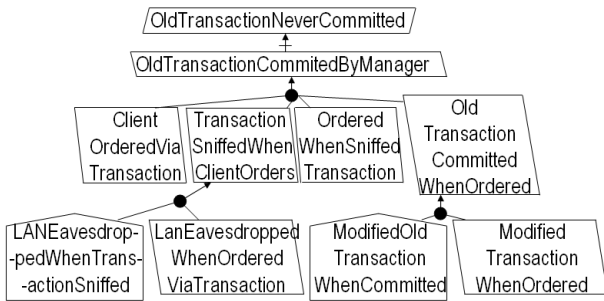 OldTransactionNeverCommitted
OldTransactionCommitedByManager
Client
OrderedVia
Transaction
Transaction
SniffedWhen
ClientOrders
Ordered
WhenSniffed
Transaction
Old
Transaction
Committed
WhenOrdered
LANEavesdrop-
-pedWhenTrans-
-actionSniffed
LanEavesdropped
WhenOrdered
ViaTransaction
ModifiedOld
Transaction
WhenCommitted
Modified
Transaction
WhenOrdered